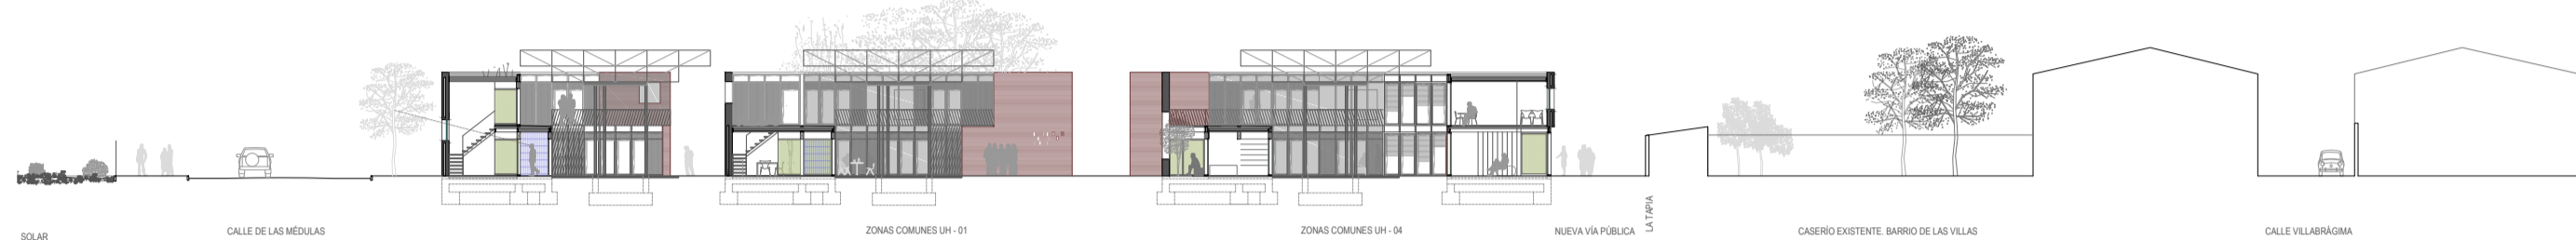 SOLAR
CALLE DE LAS MÉDULAS
ZONAS COMUNES UH - 01
ZONAS COMUNES UH - 04
NUEVA VÍA PÚBLICA
LA TAPIA
CASERÍO EXISTENTE. BARRIO DE LAS VILLAS
CALLE VILLABRÁGIMA